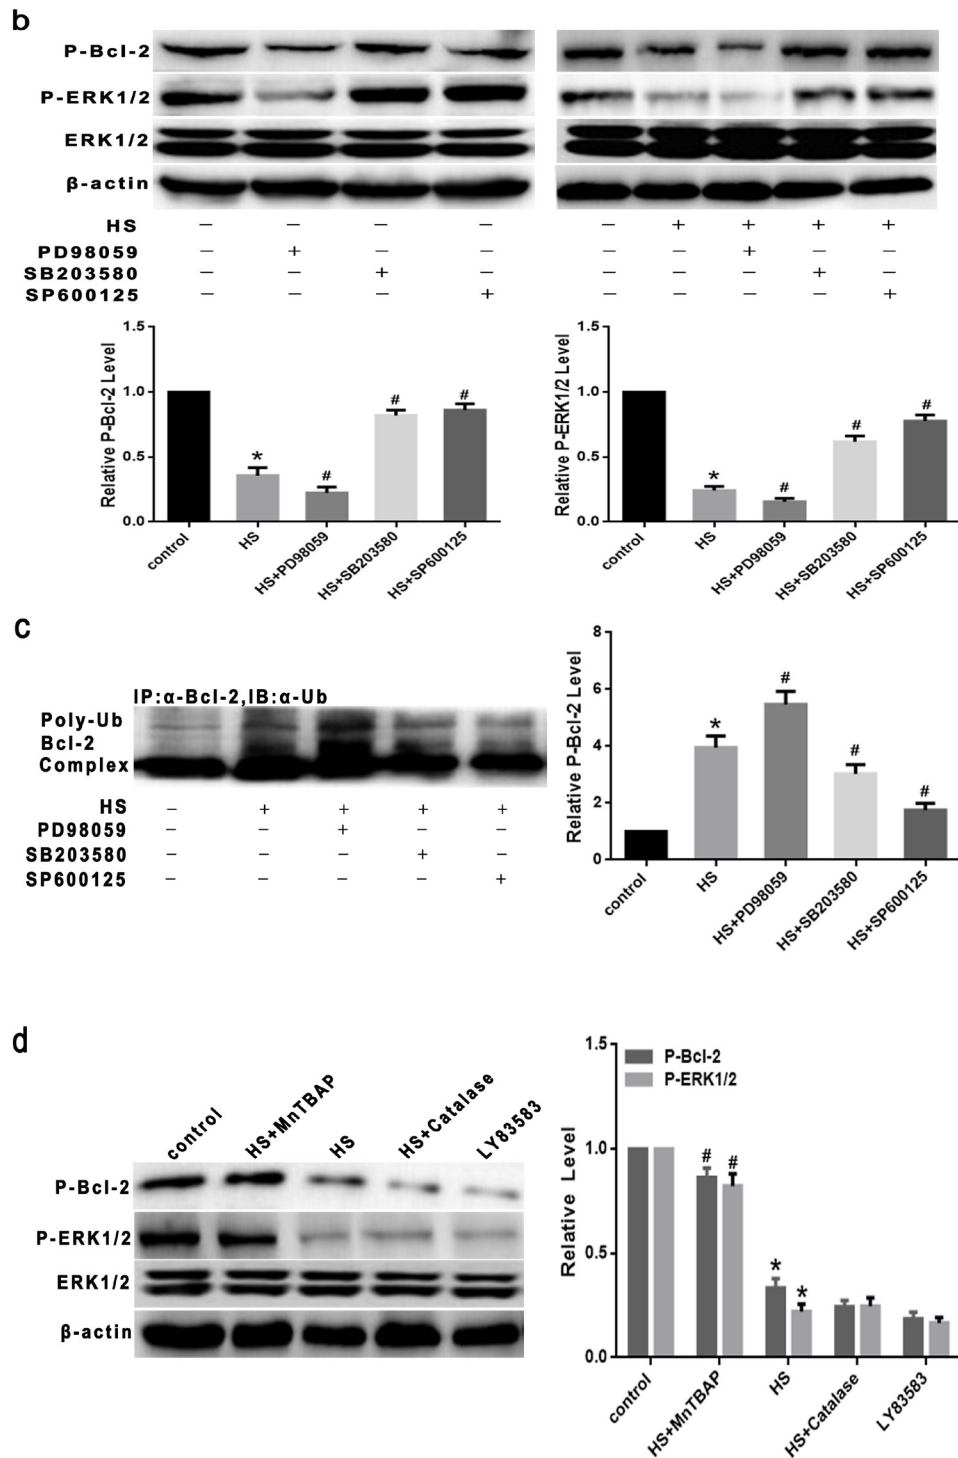 b
P-Bcl-2
P-ERK1/2
ERK1/2
β-actin
HS − − − − − + + + +
PD98059 − + − − − − + − −
SB203580 − − + − − − − + −
SP600125 − − − + − − − − +
Relative P-Bcl-2 Level
1.5
1.0
0.5
0.0
* # # #
control HS HS+PD98059 HS+SB203580 HS+SP600125
Relative P-ERK1/2 Level
1.5
1.0
0.5
0.0
* # # #
control HS HS+PD98059 HS+SB203580 HS+SP600125
c
IP:α-Bcl-2,IB:α-Ub
Poly-Ub
Bcl-2
Complex
HS − + + + +
PD98059 − − + − −
SB203580 − − − + −
SP600125 − − − − +
Relative P-Bcl-2 Level
8
6
4
2
0
* # # #
control HS HS+PD98059 HS+SB203580 HS+SP600125
d
control HS+MnTBAP HS HS+Catalase LY83583
P-Bcl-2
P-ERK1/2
ERK1/2
β-actin
Relative Level
1.5
1.0
0.5
0.0
P-Bcl-2
P-ERK1/2
# # * *
control HS+MnTBAP HS HS+Catalase LY83583